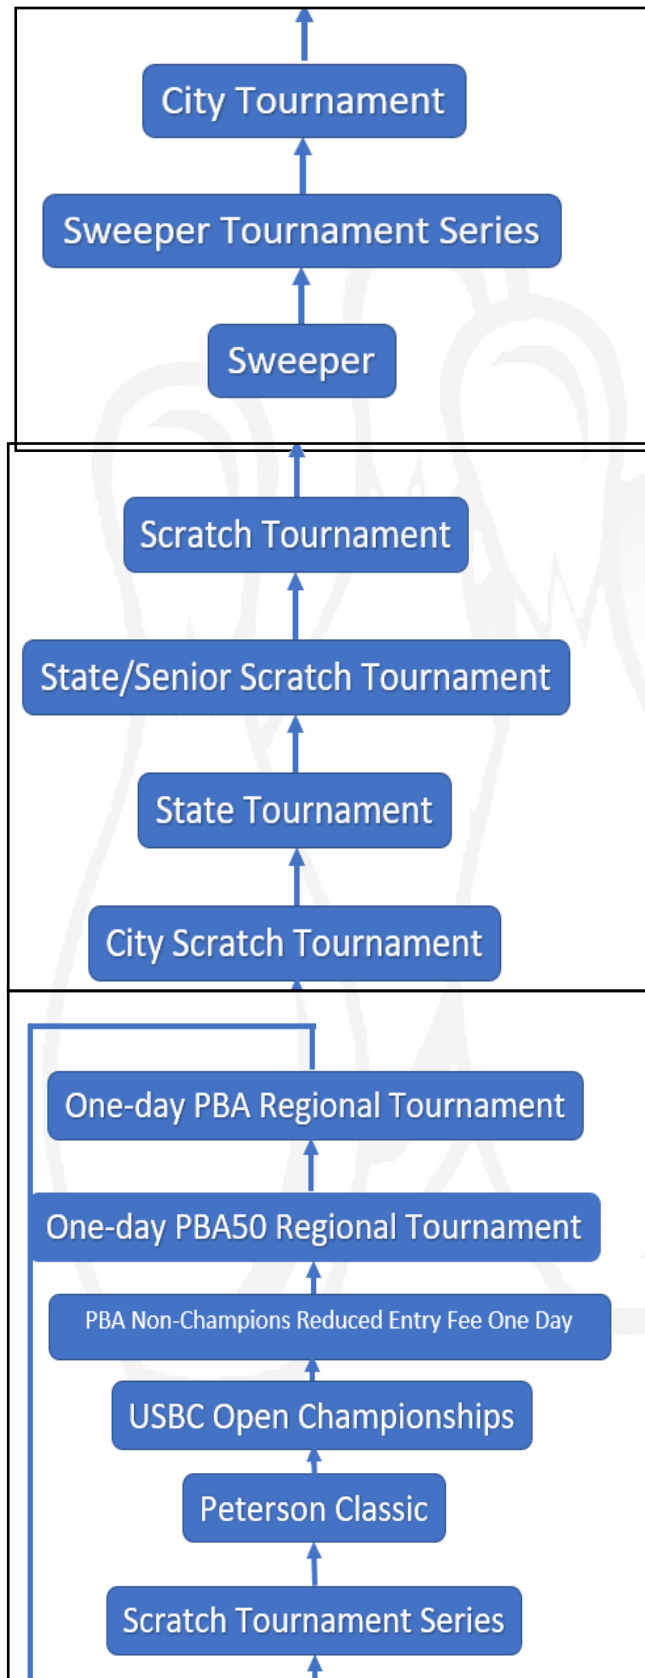 City Tournament
Sweeper Tournament Series
Sweeper
Scratch Tournament
State/Senior Scratch Tournament
State Tournament
City Scratch Tournament
One-day PBA Regional Tournament
One-day PBA50 Regional Tournament
PBA Non-Champions Reduced Entry Fee One Day
USBC Open Championships
Peterson Classic
Scratch Tournament Series